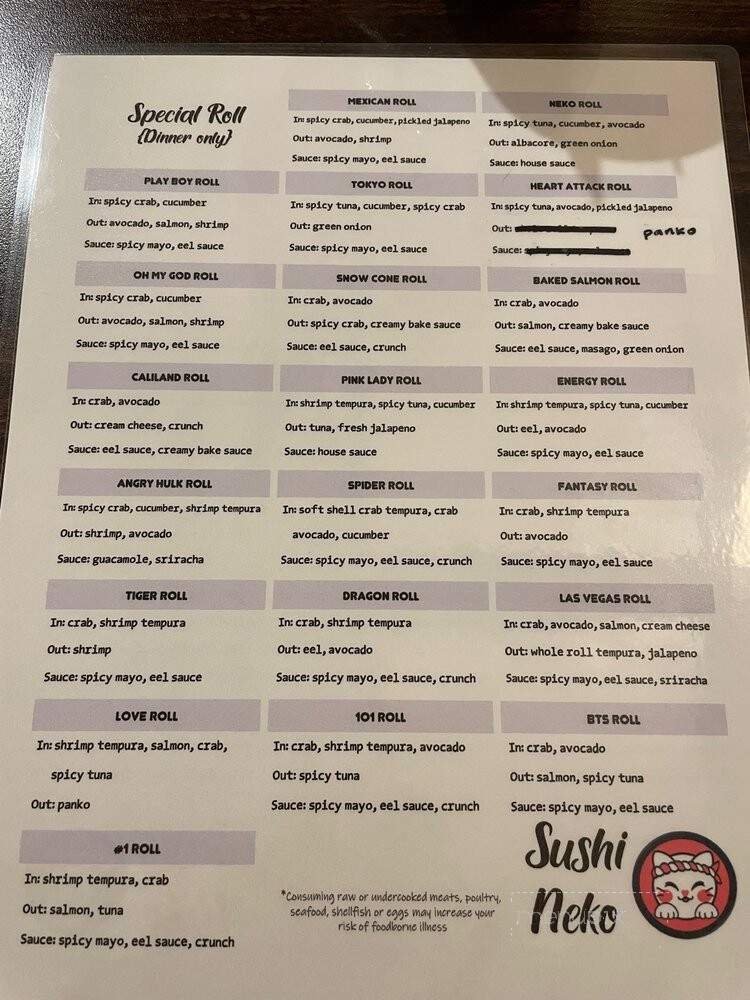 Special Roll
{Dinner only}
MEXICAN ROLL
In: spicy crab, cucumber, pickled jalapeno
Out: avocado, shrimp
Sauce: spicy mayo, eel sauce
NEKO ROLL
In: spicy tuna, cucumber, avocado
Out: albacore, green onion
Sauce: house sauce
PLAY BOY ROLL
In: spicy crab, cucumber
Out: avocado, salmon, shrimp
Sauce: spicy mayo, eel sauce
TOKYO ROLL
In: spicy tuna, cucumber, spicy crab
Out: green onion
Sauce: spicy mayo, eel sauce
HEART ATTACK ROLL
In: spicy tuna, avocado, pickled jalapeno
Out: panko
Sauce:
OH MY GOD ROLL
In: spicy crab, cucumber
Out: avocado, salmon, shrimp
Sauce: spicy mayo, eel sauce
SNOW CONE ROLL
In: crab, avocado
Out: spicy crab, creamy bake sauce
Sauce: eel sauce, crunch
BAKED SALMON ROLL
In: crab, avocado
Out: salmon, creamy bake sauce
Sauce: eel sauce, masago, green onion
CALILAND ROLL
In: crab, avocado
Out: cream cheese, crunch
Sauce: eel sauce, creamy bake sauce
PINK LADY ROLL
In: shrimp tempura, spicy tuna, cucumber
Out: tuna, fresh jalapeno
Sauce: house sauce
ENERGY ROLL
In: shrimp tempura, spicy tuna, cucumber
Out: eel, avocado
Sauce: spicy mayo, eel sauce
ANGRY HULK ROLL
In: spicy crab, cucumber, shrimp tempura
Out: shrimp, avocado
Sauce: guacamole, sriracha
SPIDER ROLL
In: soft shell crab tempura, crab
avocado, cucumber
Sauce: spicy mayo, eel sauce, crunch
FANTASY ROLL
In: crab, shrimp tempura
Out: avocado
Sauce: spicy mayo, eel sauce
TIGER ROLL
In: crab, shrimp tempura
Out: shrimp
Sauce: spicy mayo, eel sauce
DRAGON ROLL
In: crab, shrimp tempura
Out: eel, avocado
Sauce: spicy mayo, eel sauce, crunch
LAS VEGAS ROLL
In: crab, avocado, salmon, cream cheese
Out: whole roll tempura, jalapeno
Sauce: spicy mayo, eel sauce, sriracha
LOVE ROLL
In: shrimp tempura, salmon, crab,
spicy tuna
Out: panko
101 ROLL
In: crab, shrimp tempura, avocado
Out: spicy tuna
Sauce: spicy mayo, eel sauce, crunch
BTS ROLL
In: crab, avocado
Out: salmon, spicy tuna
Sauce: spicy mayo, eel sauce
#1 ROLL
In: shrimp tempura, crab
Out: salmon, tuna
Sauce: spicy mayo, eel sauce, crunch
*Consuming raw or undercooked meats, poultry,
seafood, shellfish or eggs may increase your
risk of foodborne illness
Sushi
Neko